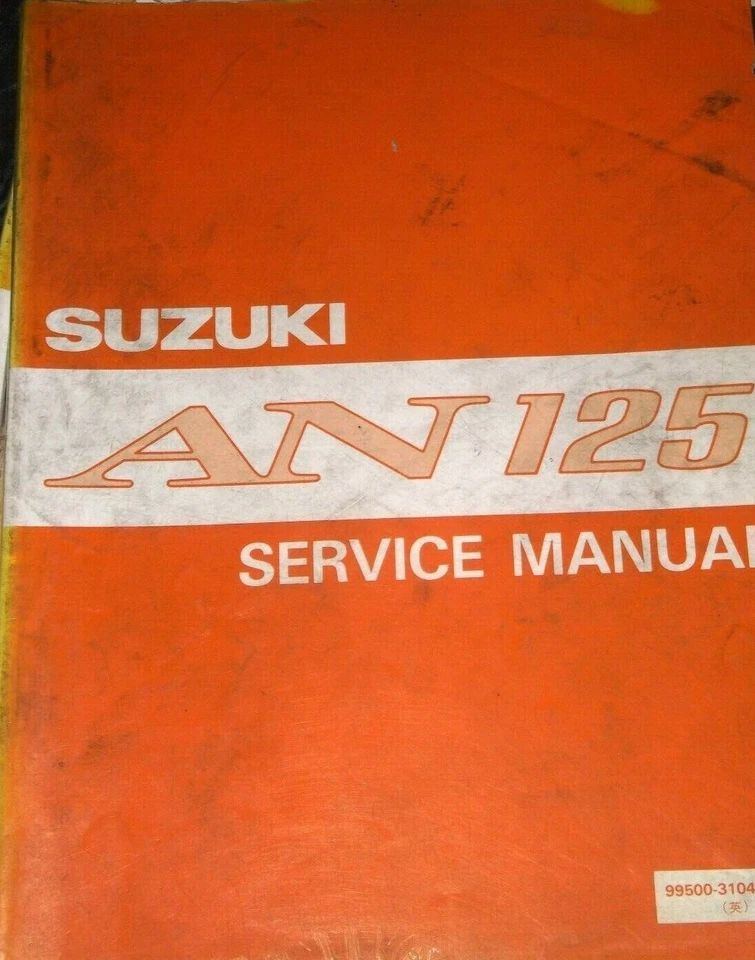 SUZUKI
AN 125
SERVICE MANUAL
99500-3104
(英)